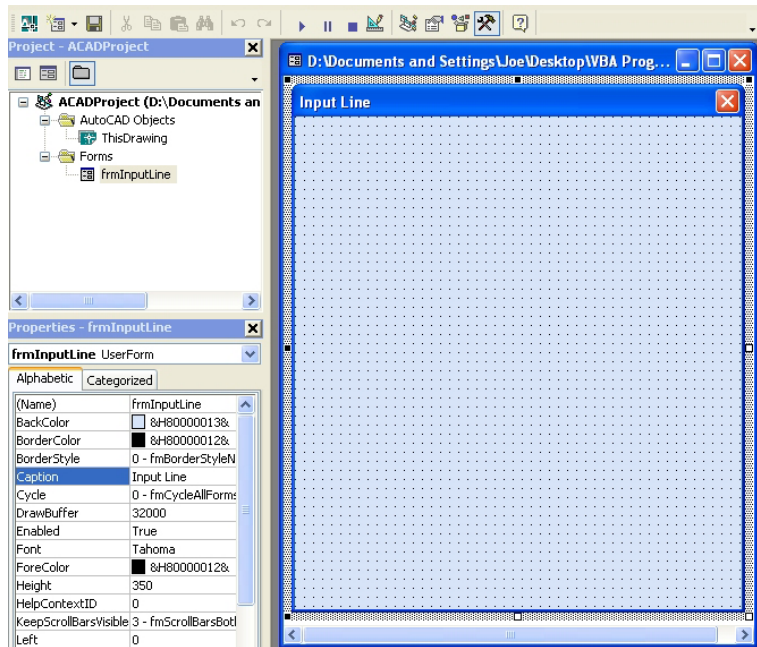 Project - ACADProject
ACADProject (D:\Documents an
AutoCAD Objects
ThisDrawing
Forms
frmInputLine
Properties - frmInputLine
frmInputLine UserForm
Alphabetic Categorized
(Name) frmInputLine
BackColor &H80000013&
BorderColor &H80000012&
BorderStyle 0 - fmBorderStyleN
Caption Input Line
Cycle 0 - fmCycleAllForms
DrawBuffer 32000
Enabled True
Font Tahoma
ForeColor &H80000012&
Height 350
HelpContextID 0
KeepScrollBarsVisible 3 - fmScrollBarsBotl
Left 0
D:\Documents and Settings\Joe\Desktop\VBA Prog...
Input Line